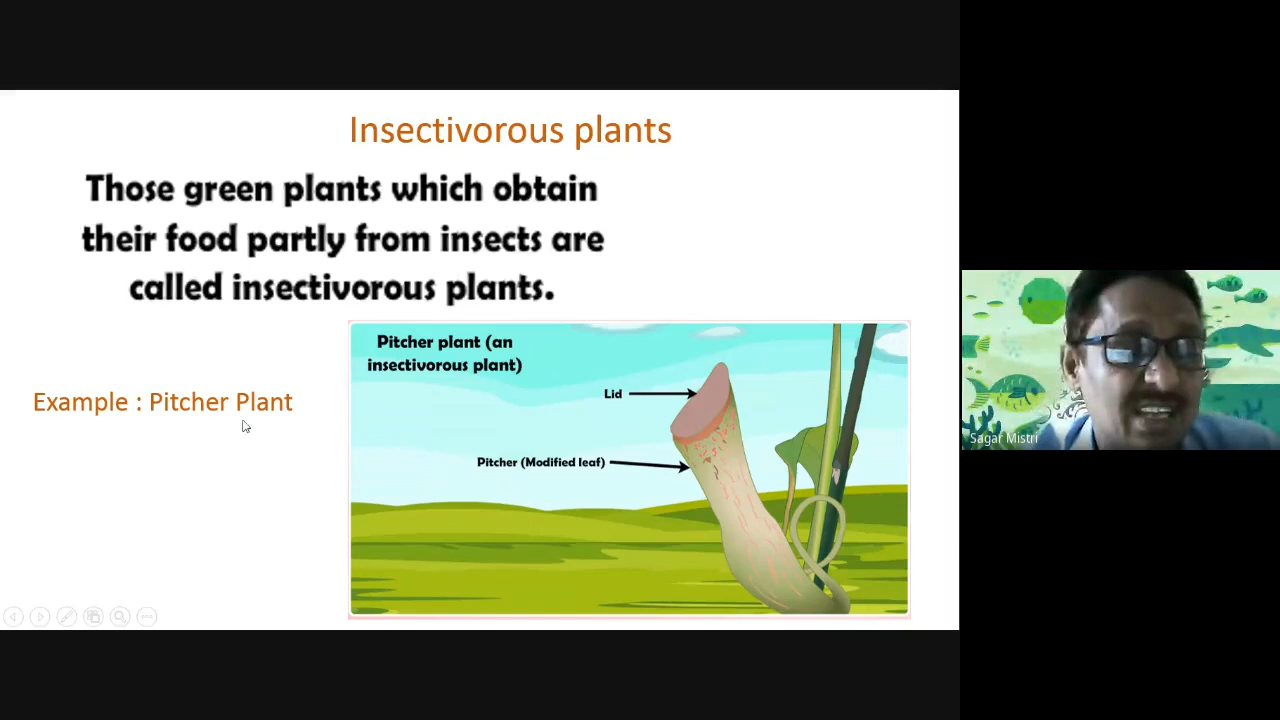 Insectivorous plants
Those green plants which obtain
their food partly from insects are
called insectivorous plants.
Example : Pitcher Plant
Pitcher plant (an
insectivorous plant)
Lid
Pitcher (Modified leaf)
Sagar Mistri